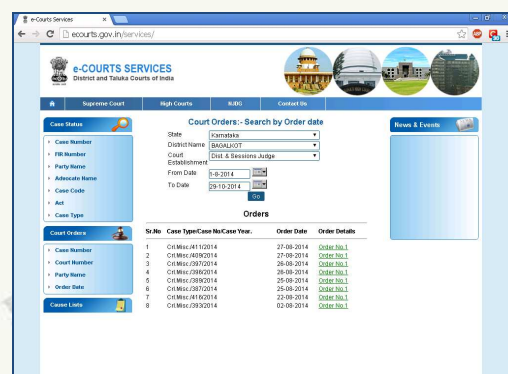 e-Courts Services
ecourts.gov.in/services/
e-COURTS SERVICES
District and Taluka Courts of India
Supreme Court
High Courts
NJDG
Contact Us
Case Status
Case Number
FIR Number
Party Name
Advocate Name
Case Code
Act
Case Type
Court Orders
Case Number
Court Number
Party Name
Order Date
Cause Lists
Court Orders:- Search by Order date
State Karnataka
District Name BAGALKOT
Court Establishment Dist. & Sessions Judge
From Date 1-8-2014
To Date 29-10-2014
Go
Orders
Sr.No Case Type/Case No/Case Year. Order Date Order Details
1 Crl.Misc./411/2014 27-08-2014 Order No.1
2 Crl.Misc./409/2014 27-08-2014 Order No.1
3 Crl.Misc./397/2014 26-08-2014 Order No.1
4 Crl.Misc./398/2014 26-08-2014 Order No.1
5 Crl.Misc./389/2014 25-08-2014 Order No.1
6 Crl.Misc./387/2014 25-08-2014 Order No.1
7 Crl.Misc./416/2014 22-08-2014 Order No.1
8 Crl.Misc./393/2014 02-08-2014 Order No.1
News & Events